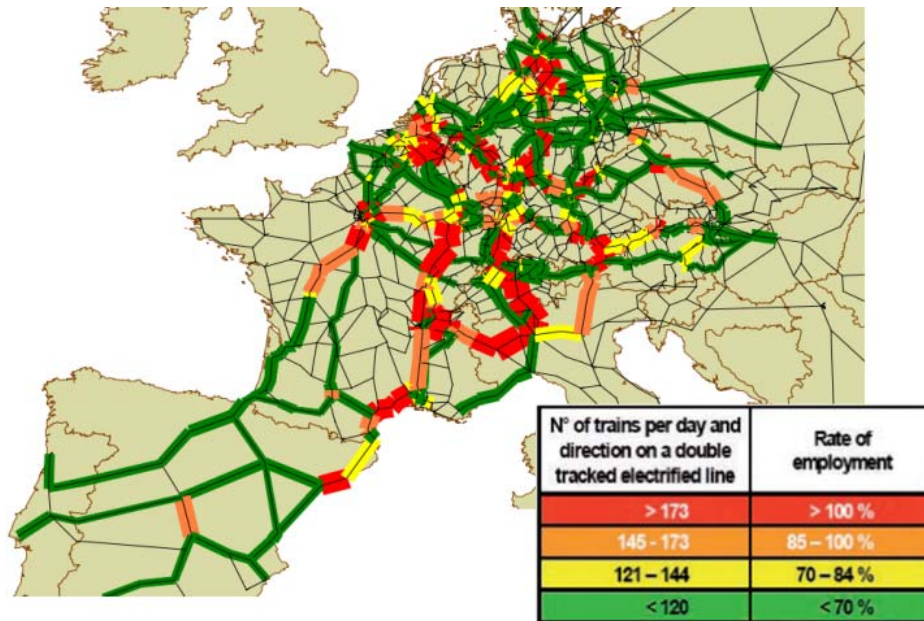 N° of trains per day and
direction on a double
tracked electrified line
Rate of
employment
> 173
> 100 %
145 - 173
85 – 100 %
121 – 144
70 – 84 %
< 120
< 70 %